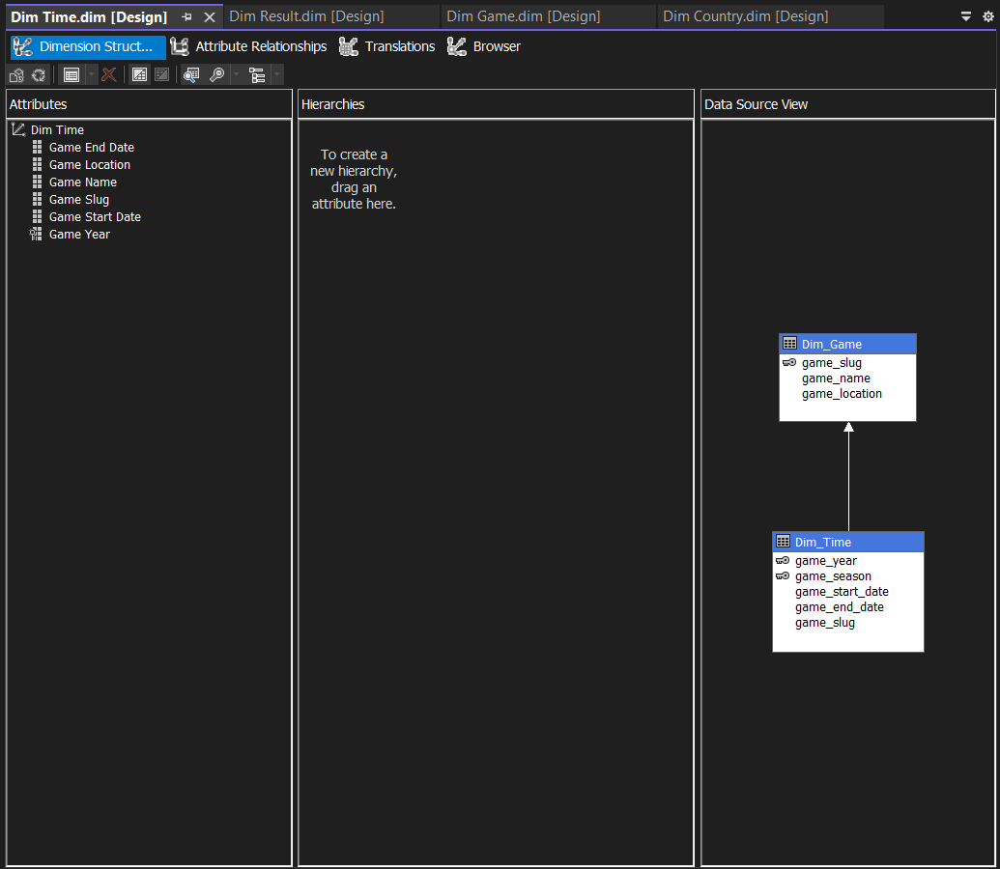 Dim Time.dim [Design]
Dim Result.dim [Design]
Dim Game.dim [Design]
Dim Country.dim [Design]
Dimension Struct...
Attribute Relationships
Translations
Browser
Attributes
Dim Time
Game End Date
Game Location
Game Name
Game Slug
Game Start Date
Game Year
Hierarchies
To create a
new hierarchy,
drag an
attribute here.
Data Source View
Dim_Game
game_slug
game_name
game_location
Dim_Time
game_year
game_season
game_start_date
game_end_date
game_slug